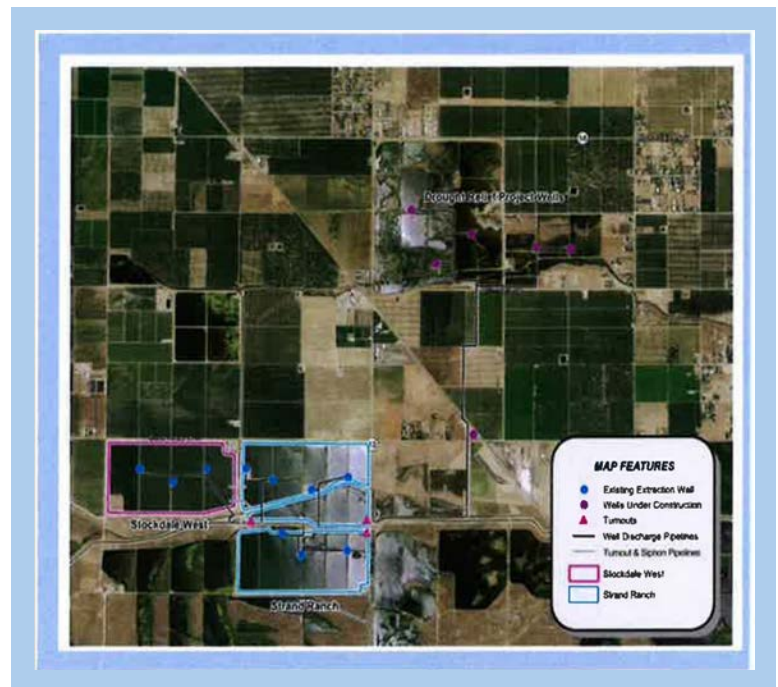 Drought Relief Project Wells
Stockdale West
Strand Ranch
MAP FEATURES
Existing Extraction Well
Wells Under Construction
Turnouts
Well Discharge Pipelines
Turnout & Siphon Pipelines
Stockdale West
Strand Ranch